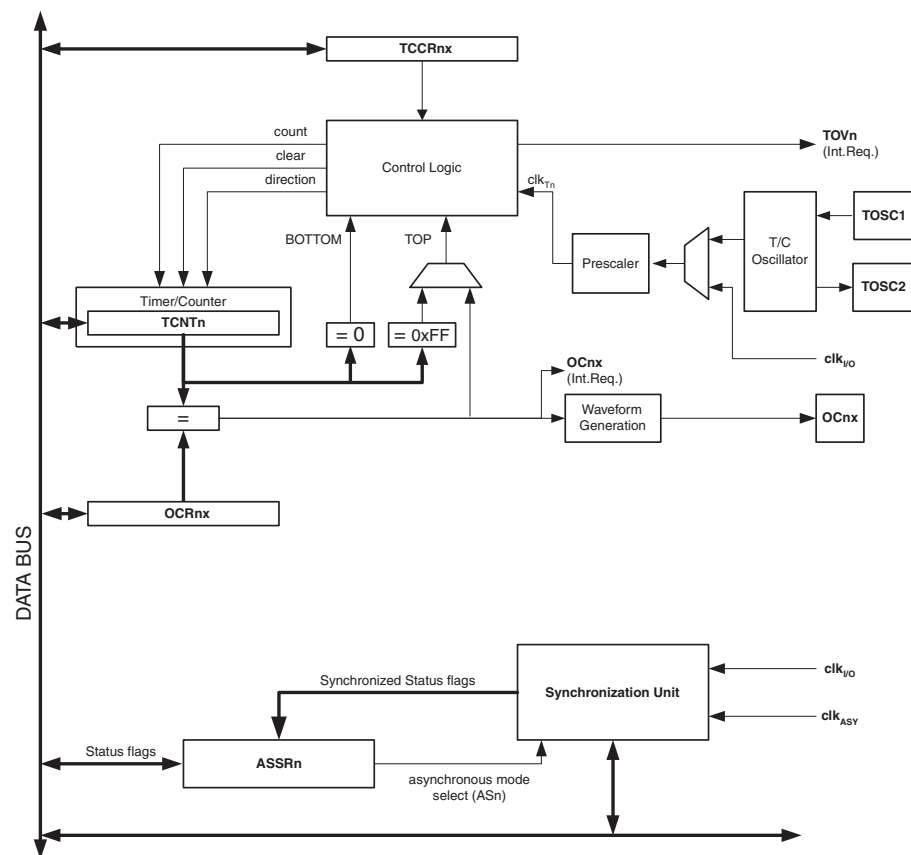 TCCRnx
count
clear
direction
Control Logic
TOVn
(Int.Req.)
clkTn
BOTTOM
TOP
Prescaler
T/C
Oscillator
TOSC1
TOSC2
clkI/O
Timer/Counter
TCNTn
= 0
= 0xFF
=
OCnx
(Int.Req.)
Waveform
Generation
OCnx
OCRnx
DATA BUS
Synchronized Status flags
Synchronization Unit
clkI/O
clkASY
Status flags
ASSRn
asynchronous mode
select (ASn)